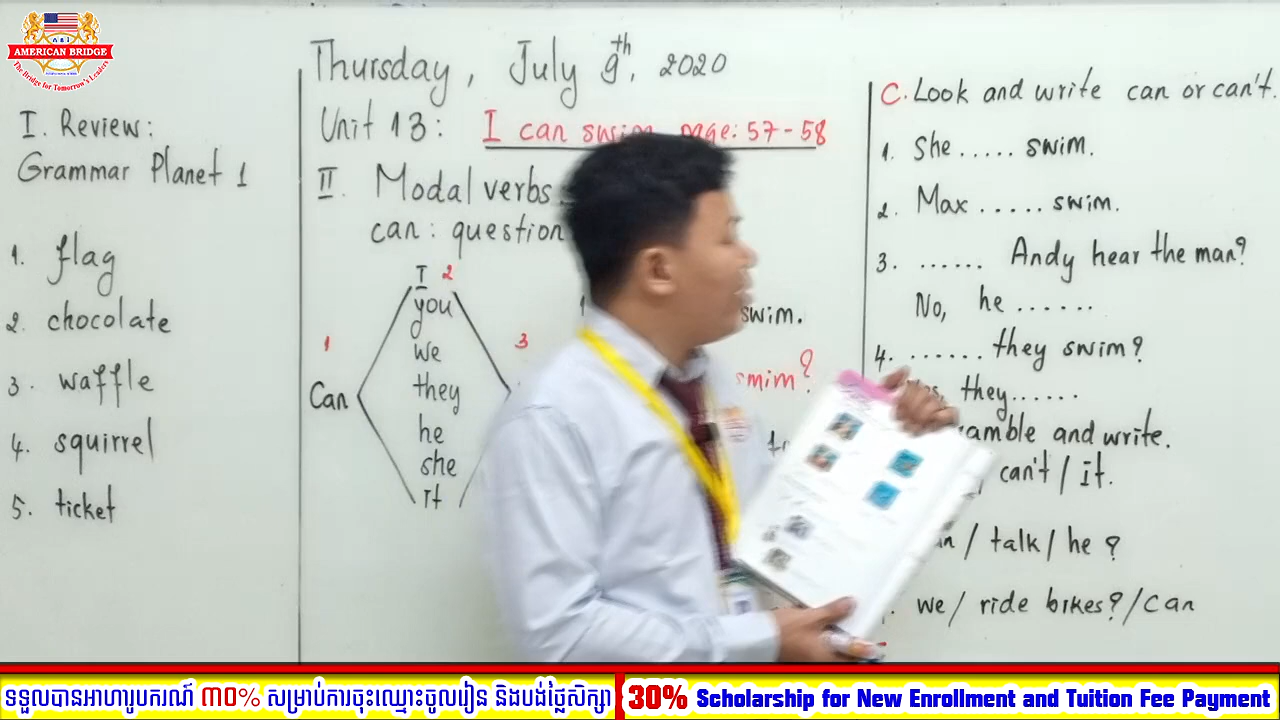 AMERICAN BRIDGE
The Bridge for Tomorrow's Leaders
Thursday, July 9th, 2020
Unit 13: I can swim page: 57-58
I. Review:
Grammar Planet 1
1. flag
2. chocolate
3. waffle
4. squirrel
5. ticket
II. Modal verbs
can: question
1
2
3
Can
I
you
we
they
he
she
it
swim.
smim?
C. Look and write can or can't.
1. She ..... swim.
2. Max ..... swim.
3. ...... Andy hear the man?
No, he ......
4. ...... they swim?
they......
and write.
can't / it.
/ talk / he ?
we / ride bikes? / Can
ទទួលបានអាហារូបករណ៍ ៣០% សម្រាប់ការចុះឈ្មោះចូលរៀន និងបង់ថ្លៃសិក្សា
30% Scholarship for New Enrollment and Tuition Fee Payment